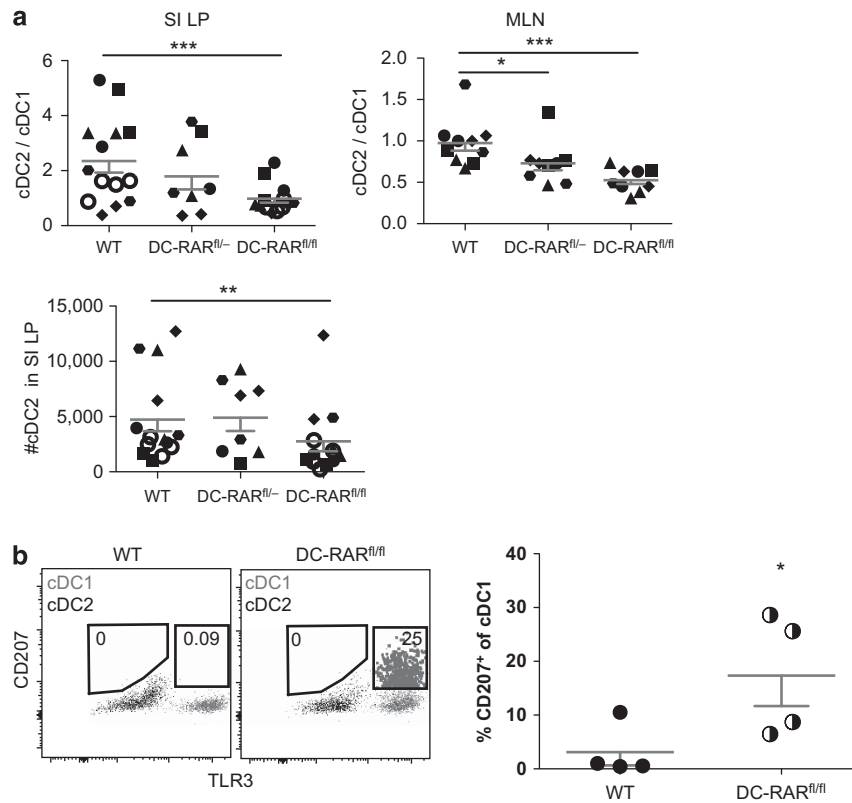 a
SI LP
MLN
***
***
*
cDC2 / cDC1
6
4
2
0
WT
DC-RARfl/–
DC-RARfl/fl
cDC2 / cDC1
2.0
1.5
1.0
0.5
0.0
WT
DC-RARfl/–
DC-RARfl/fl
**
#cDC2 in SI LP
15,000
10,000
5,000
0
WT
DC-RARfl/–
DC-RARfl/fl
b
WT
DC-RARfl/fl
cDC1
cDC2
0
0.09
cDC1
cDC2
0
25
CD207
TLR3
% CD207+ of cDC1
40
30
20
10
0
*
WT
DC-RARfl/fl